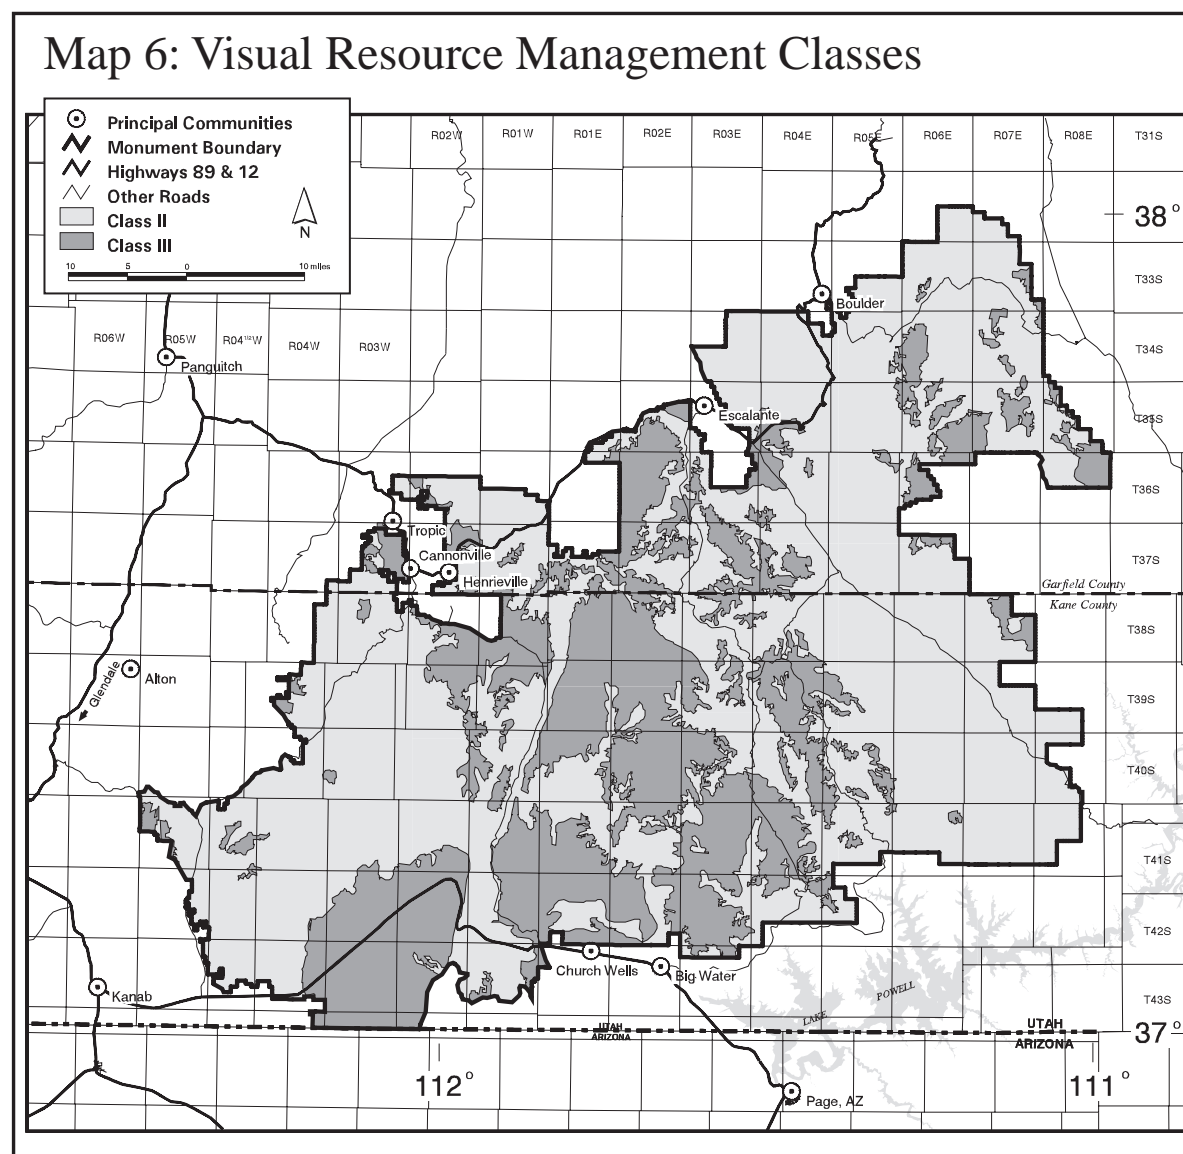 Map 6: Visual Resource Management Classes
Principal Communities
Monument Boundary
Highways 89 & 12
Other Roads
Class II
Class III
N
10 5 0 10 miles
R02W R01W R01E R02E R03E R04E R05E R06E R07E R08E T31S
38°
T33S
Boulder
R06W R05W R04 1/2 W R04W R03W
T34S
Panguitch
Escalante
T35S
T36S
Tropic
Cannonville
T37S
Henrieville
Garfield County
Kane County
T38S
Glendale
Alton
T39S
T40S
T41S
T42S
Church Wells
Big Water
Kanab
POWELL
T43S
LAKE
UTAH
ARIZONA
UTAH
ARIZONA
37°
112°
111°
Page, AZ